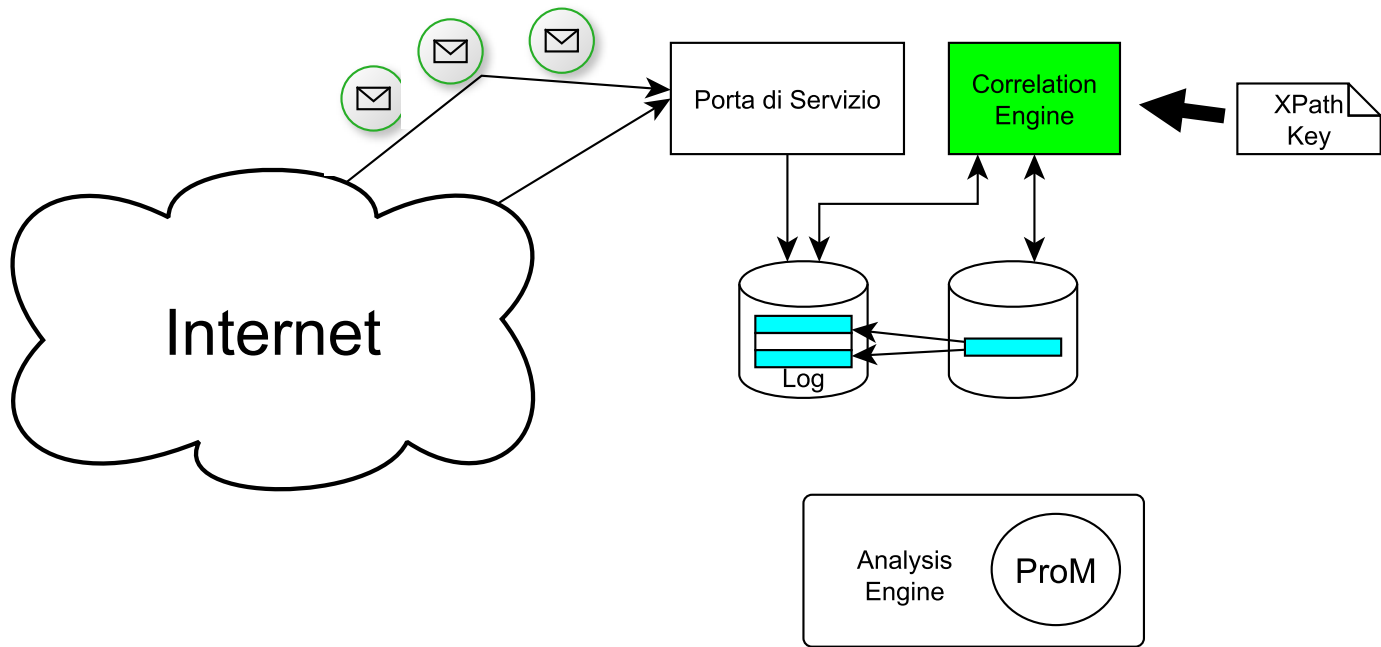 Porta di Servizio
Correlation
Engine
XPath
Key
Internet
Log
Analysis
Engine
ProM